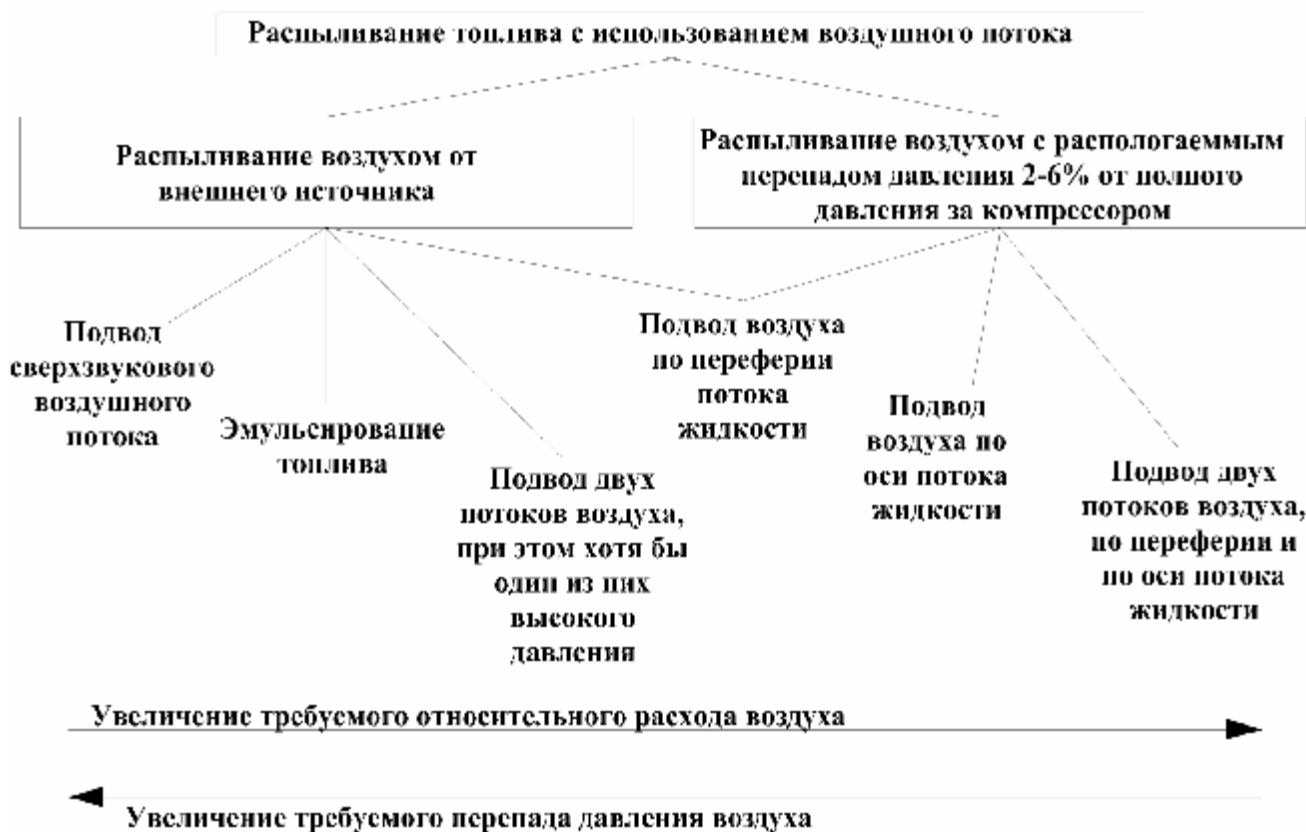 Распыливание топлива с использованием воздушного потока
Распыливание воздухом от
внешнего источника
Распыливание воздухом с распологаеммым
перепадом давления 2-6% от полного
давления за компрессором
Подвод
сверхзвукового
воздушного
потока
Эмульсирование
топлива
Подвод двух
потоков воздуха,
при этом хотя бы
один из них
высокого
давления
Подвод воздуха
по переферии
потока
жидкости
Подвод
воздуха по
оси потока
жидкости
Подвод двух
потоков воздуха,
по переферии и
по оси потока
жидкости
Увеличение требуемого относительного расхода воздуха
Увеличение требуемого перепада давления воздуха